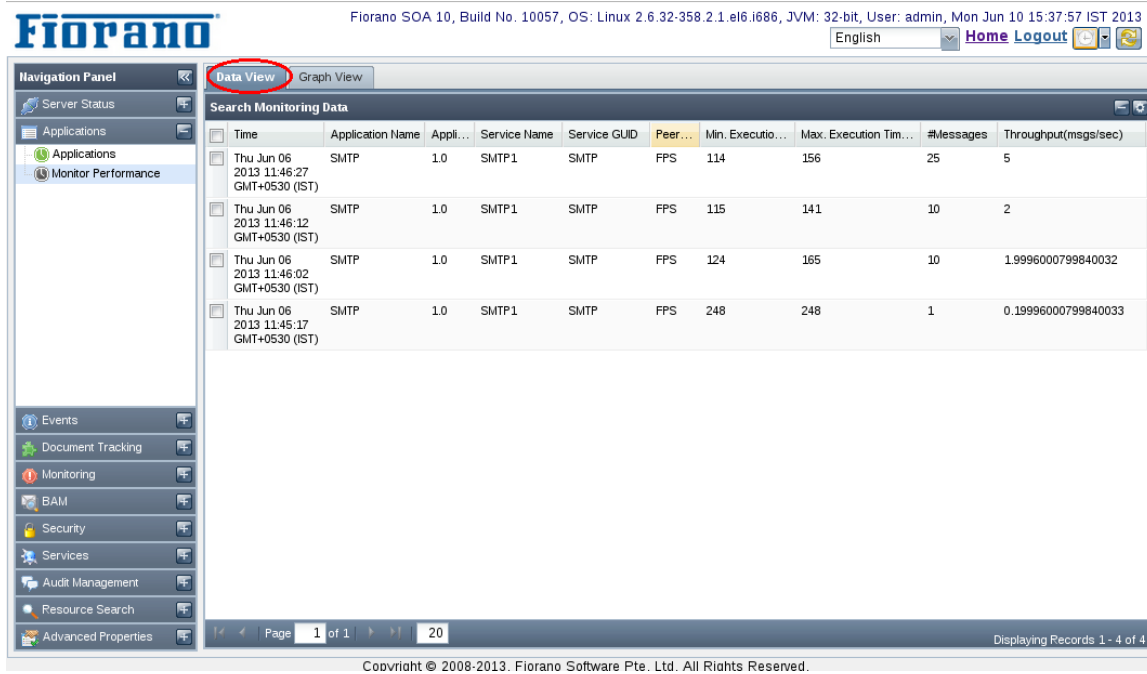 Fiorano
Fiorano SOA 10, Build No. 10057, OS: Linux 2.6.32-358.2.1.el6.i686, JVM: 32-bit, User: admin, Mon Jun 10 15:37:57 IST 2013
English Home Logout
Navigation Panel
Server Status
Applications
Applications
Monitor Performance
Events
Document Tracking
Monitoring
BAM
Security
Services
Audit Management
Resource Search
Advanced Properties
Data View Graph View
Search Monitoring Data
Time Application Name Appli... Service Name Service GUID Peer... Min. Executio... Max. Execution Tim... #Messages Throughput(msgs/sec)
Thu Jun 06 SMTP 1.0 SMTP1 SMTP FPS 114 156 25 5
2013 11:46:27
GMT+0530 (IST)
Thu Jun 06 SMTP 1.0 SMTP1 SMTP FPS 115 141 10 2
2013 11:46:12
GMT+0530 (IST)
Thu Jun 06 SMTP 1.0 SMTP1 SMTP FPS 124 165 10 1.9996000799840032
2013 11:46:02
GMT+0530 (IST)
Thu Jun 06 SMTP 1.0 SMTP1 SMTP FPS 248 248 1 0.19996000799840033
2013 11:45:17
GMT+0530 (IST)
Page 1 of 1 20
Displaying Records 1 - 4 of 4
Copyright © 2008-2013. Fiorano Software Pte. Ltd. All Rights Reserved.